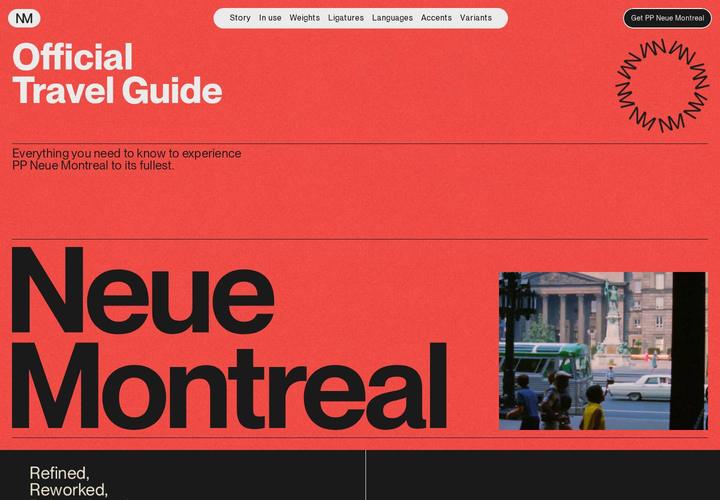 NM
Story In use Weights Ligatures Languages Accents Variants
Get PP Neue Montreal
Official
Travel Guide
Everything you need to know to experience
PP Neue Montreal to its fullest.
Neue
Montreal
Refined,
Reworked,